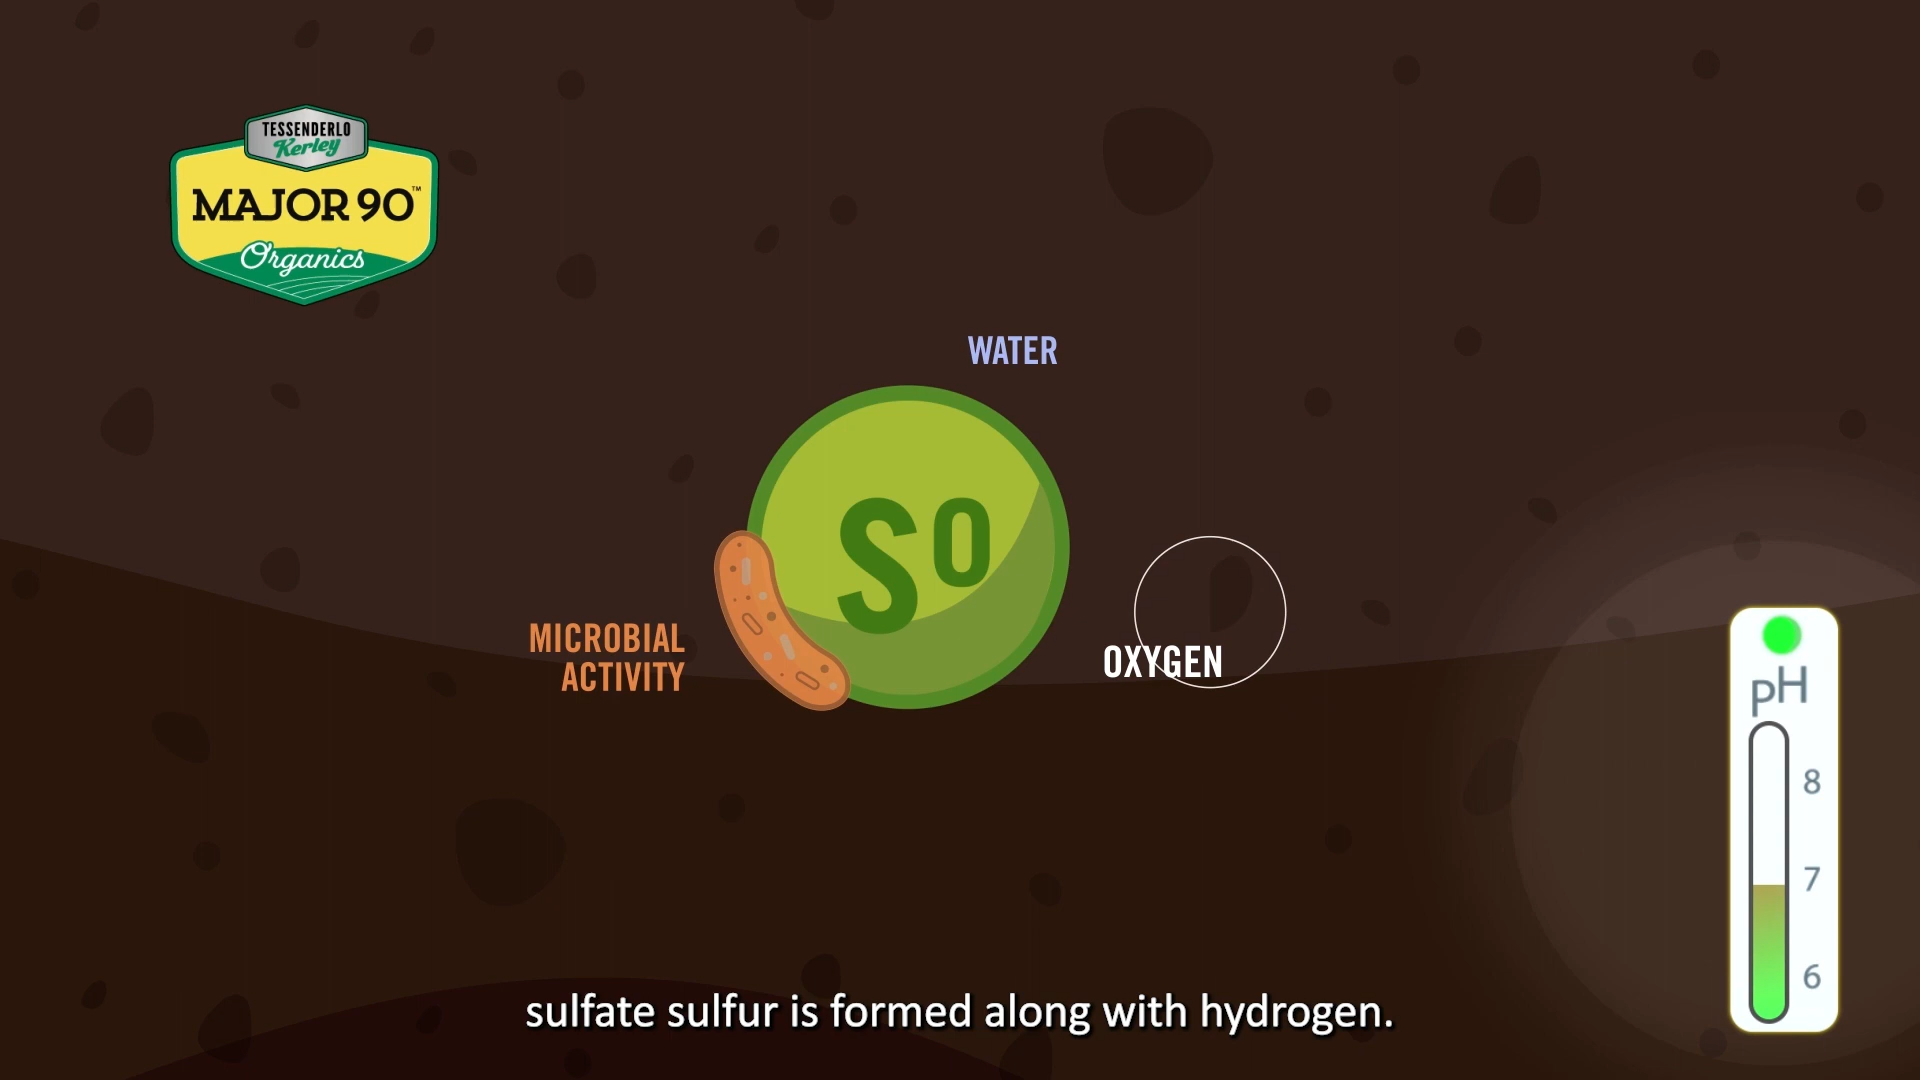 TESSENDERLO
Kerley
MAJOR 90™
Organics
WATER
S⁰
MICROBIAL
ACTIVITY
OXYGEN
pH
8
7
6
sulfate sulfur is formed along with hydrogen.